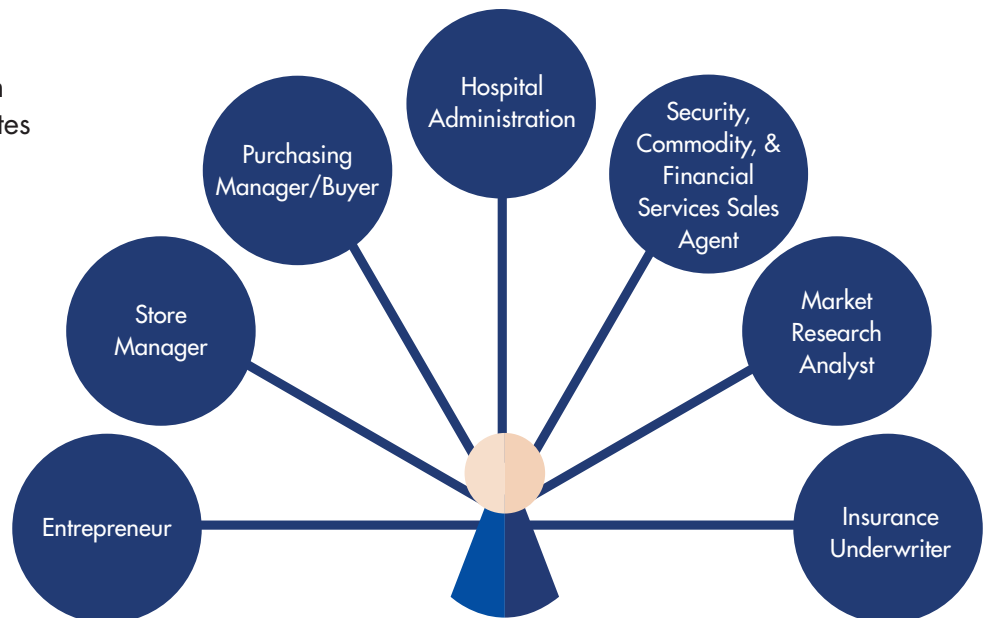 Entrepreneur
Store
Manager
Purchasing
Manager/Buyer
Hospital
Administration
Security,
Commodity, &
Financial
Services Sales
Agent
Market
Research
Analyst
Insurance
Underwriter